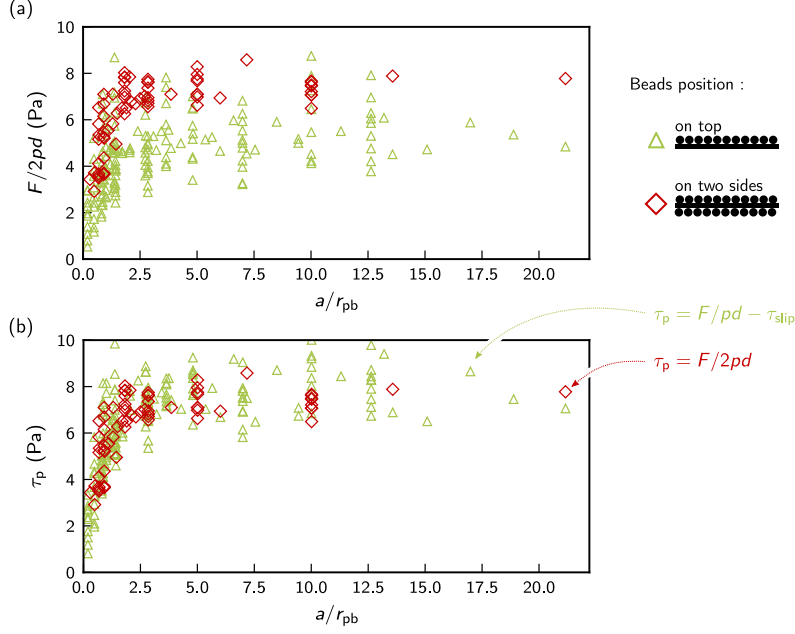 (a)
10
8
6
4
2
0
F/2pd (Pa)
0.0 2.5 5.0 7.5 10.0 12.5 15.0 17.5 20.0
a/r_pb
Beads position :
on top
on two sides
(b)
10
8
6
4
2
0
τ_p (Pa)
0.0 2.5 5.0 7.5 10.0 12.5 15.0 17.5 20.0
a/r_pb
τ_p = F/pd − τ_slip
τ_p = F/2pd